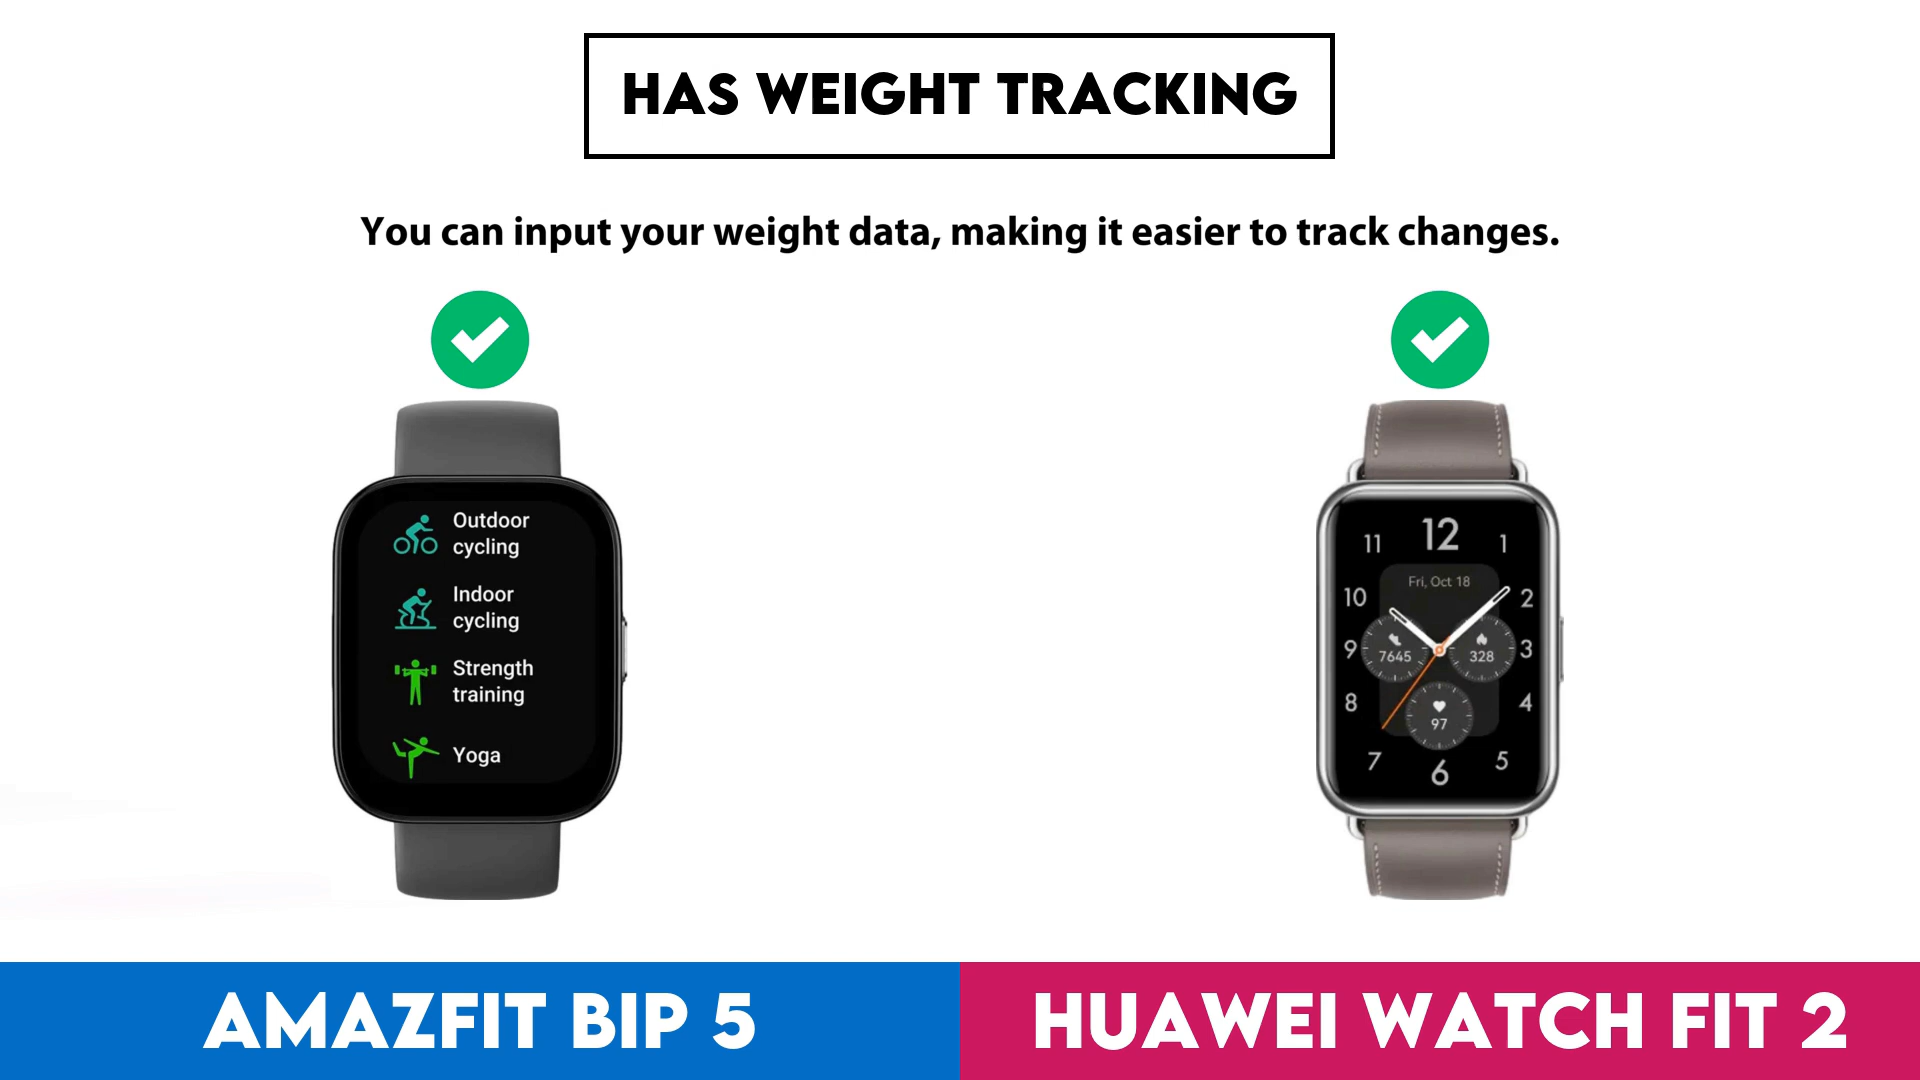 HAS WEIGHT TRACKING
You can input your weight data, making it easier to track changes.
Outdoor
cycling
Indoor
cycling
Strength
training
Yoga
12
11
1
Fri, Oct 18
10
2
9
7645
328
3
8
97
4
7
5
6
AMAZFIT BIP 5
HUAWEI WATCH FIT 2